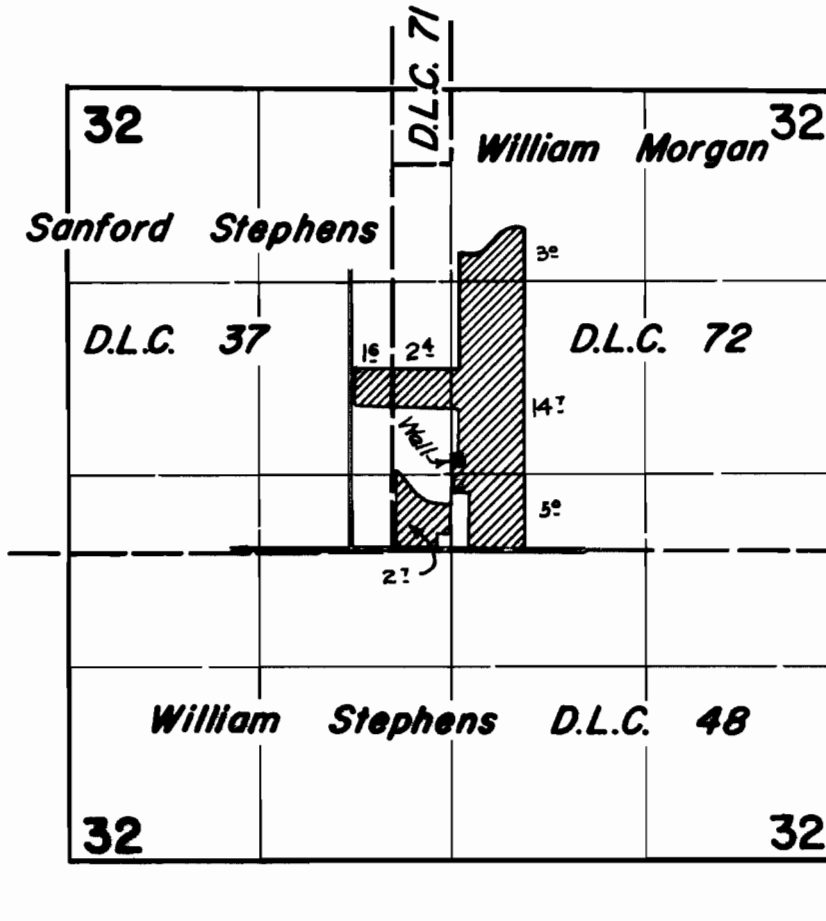 D.L.C. 71
32
32
William Morgan
Sanford Stephens
3º
D.L.C. 37
1⁶
2⁴
D.L.C. 72
14⁷
Well
5º
2⁷
William Stephens D.L.C. 48
32
32